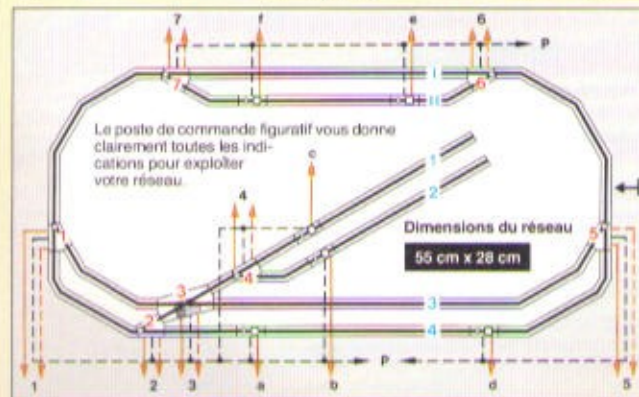 7 f e 6
P
I
7 6
II
Le poste de commande figuratif vous donne
clairement toutes les indi-
cations pour exploiter
votre réseau.
c
1
2
4
Dimensions du réseau
55 cm x 28 cm
1 5
4
3
3
2 4
P
1 2 3 a b d 5